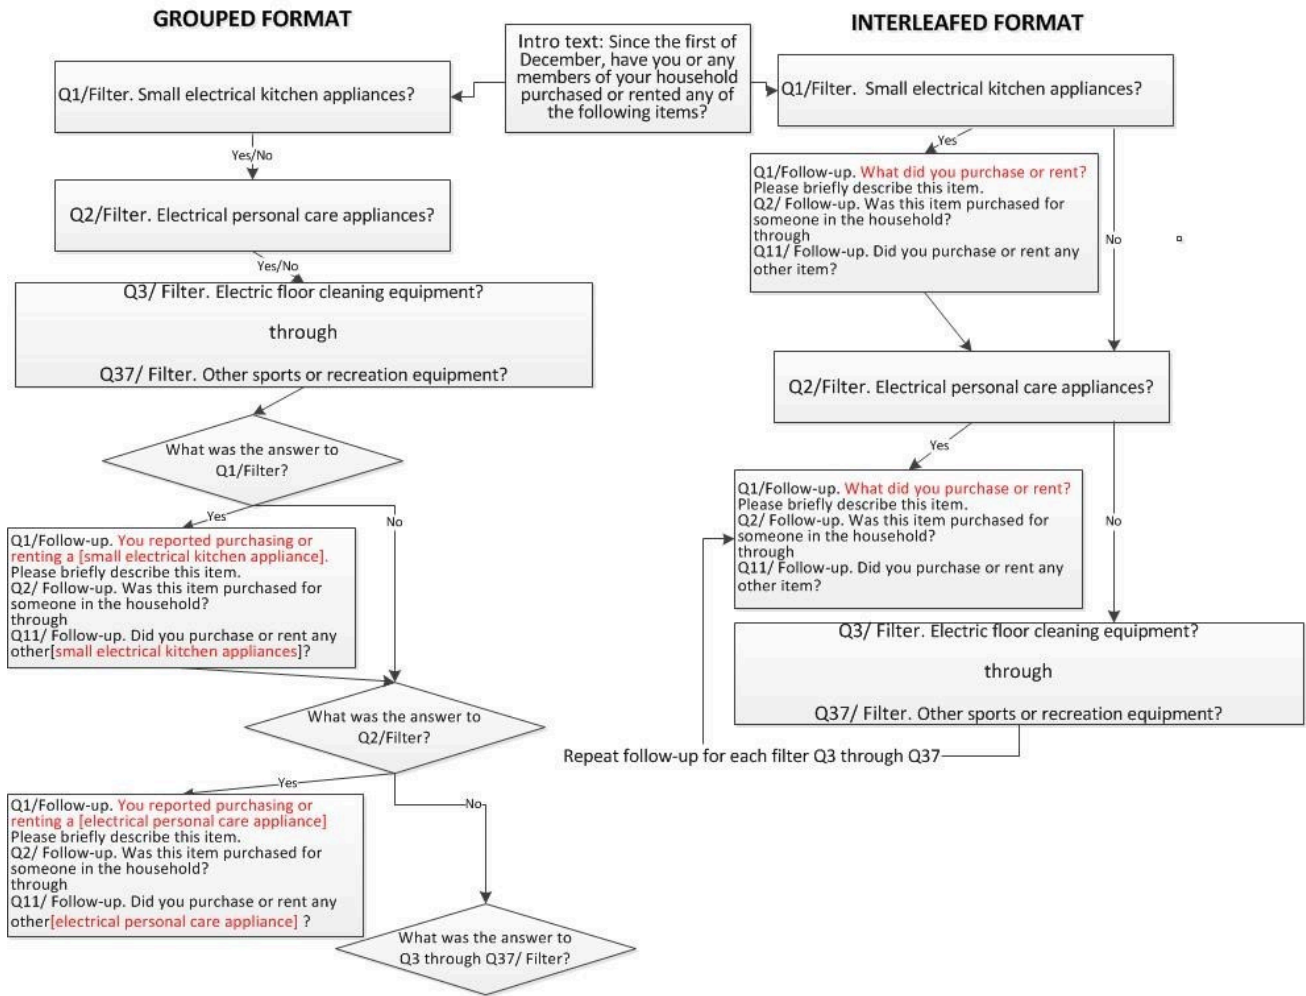 GROUPED FORMAT
INTERLEAFED FORMAT
Intro text: Since the first of
December, have you or any
members of your household
purchased or rented any of
the following items?
Q1/Filter. Small electrical kitchen appliances?
Yes/No
Q2/Filter. Electrical personal care appliances?
Yes/No
Q3/ Filter. Electric floor cleaning equipment?
through
Q37/ Filter. Other sports or recreation equipment?
What was the answer to
Q1/Filter?
Yes
No
Q1/Follow-up. You reported purchasing or
renting a [small electrical kitchen appliance].
Please briefly describe this item.
Q2/ Follow-up. Was this item purchased for
someone in the household?
through
Q11/ Follow-up. Did you purchase or rent any
other[small electrical kitchen appliances]?
What was the answer to
Q2/Filter?
Yes
No
Q1/Follow-up. You reported purchasing or
renting a [electrical personal care appliance]
Please briefly describe this item.
Q2/ Follow-up. Was this item purchased for
someone in the household?
through
Q11/ Follow-up. Did you purchase or rent any
other[electrical personal care appliance] ?
What was the answer to
Q3 through Q37/ Filter?
Q1/Filter. Small electrical kitchen appliances?
Yes
No
Q1/Follow-up. What did you purchase or rent?
Please briefly describe this item.
Q2/ Follow-up. Was this item purchased for
someone in the household?
through
Q11/ Follow-up. Did you purchase or rent any
other item?
Q2/Filter. Electrical personal care appliances?
Yes
No
Q1/Follow-up. What did you purchase or rent?
Please briefly describe this item.
Q2/ Follow-up. Was this item purchased for
someone in the household?
through
Q11/ Follow-up. Did you purchase or rent any
other item?
Q3/ Filter. Electric floor cleaning equipment?
through
Q37/ Filter. Other sports or recreation equipment?
Repeat follow-up for each filter Q3 through Q37